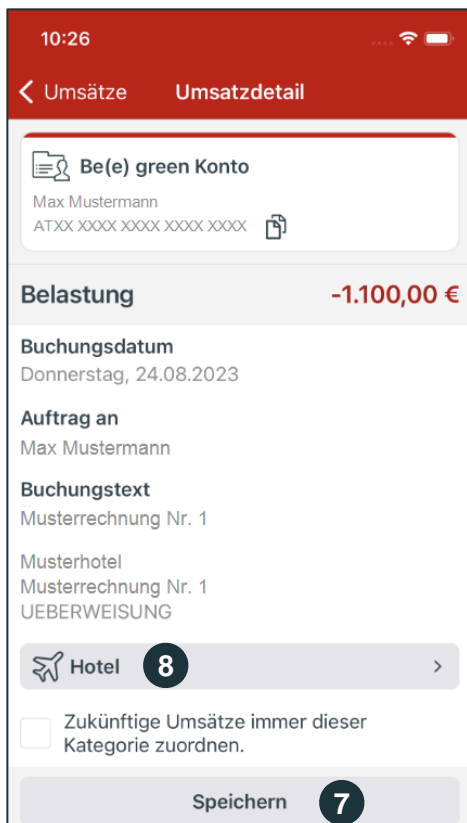 10:26
Umsätze Umsatzdetail
Be(e) green Konto
Max Mustermann
ATXX XXXX XXXX XXXX XXXX
Belastung -1.100,00 €
Buchungsdatum
Donnerstag, 24.08.2023
Auftrag an
Max Mustermann
Buchungstext
Musterrechnung Nr. 1
Musterhotel
Musterrechnung Nr. 1
UEBERWEISUNG
Hotel 8
Zukünftige Umsätze immer dieser
Kategorie zuordnen.
Speichern 7